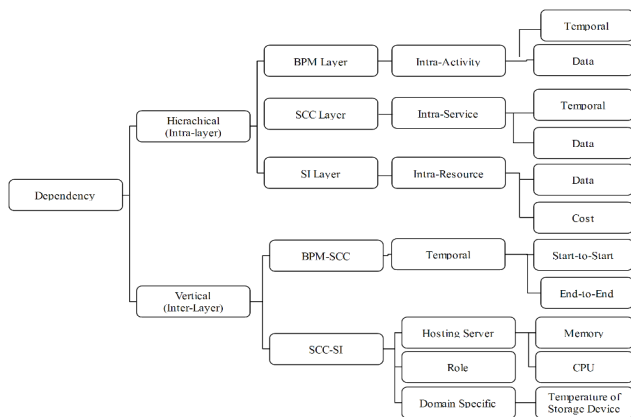 Temporal
BPM Layer
Intra-Activity
Data
Hierachical
(Intra-layer)
SCC Layer
Intra-Service
Temporal
Data
SI Layer
Intra-Resource
Data
Cost
Dependency
BPM-SCC
Temporal
Start-to-Start
End-to-End
Vertical
(Inter-Layer)
SCC-SI
Hosting Server
Memory
Role
CPU
Domain Specific
Temperature of
Storage Device